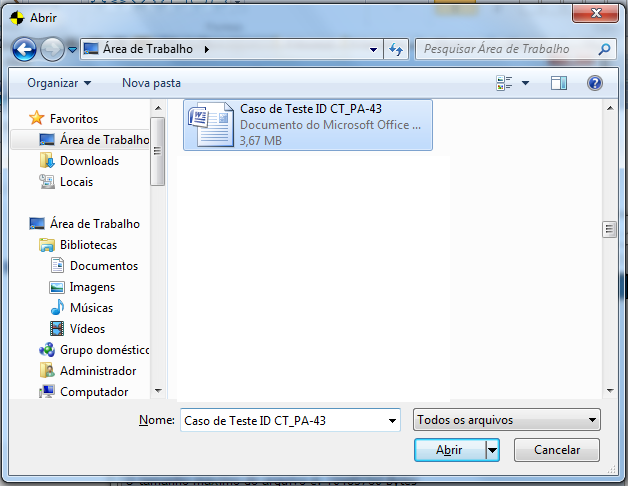 Abrir
Área de Trabalho
Pesquisar Área de Trabalho
Organizar
Nova pasta
Favoritos
Área de Trabalho
Downloads
Locais
Área de Trabalho
Bibliotecas
Documentos
Imagens
Músicas
Vídeos
Grupo doméstic
Administrador
Computador
Caso de Teste ID CT_PA-43
Documento do Microsoft Office ...
3,67 MB
Nome:
Caso de Teste ID CT_PA-43
Todos os arquivos
Abrir
Cancelar